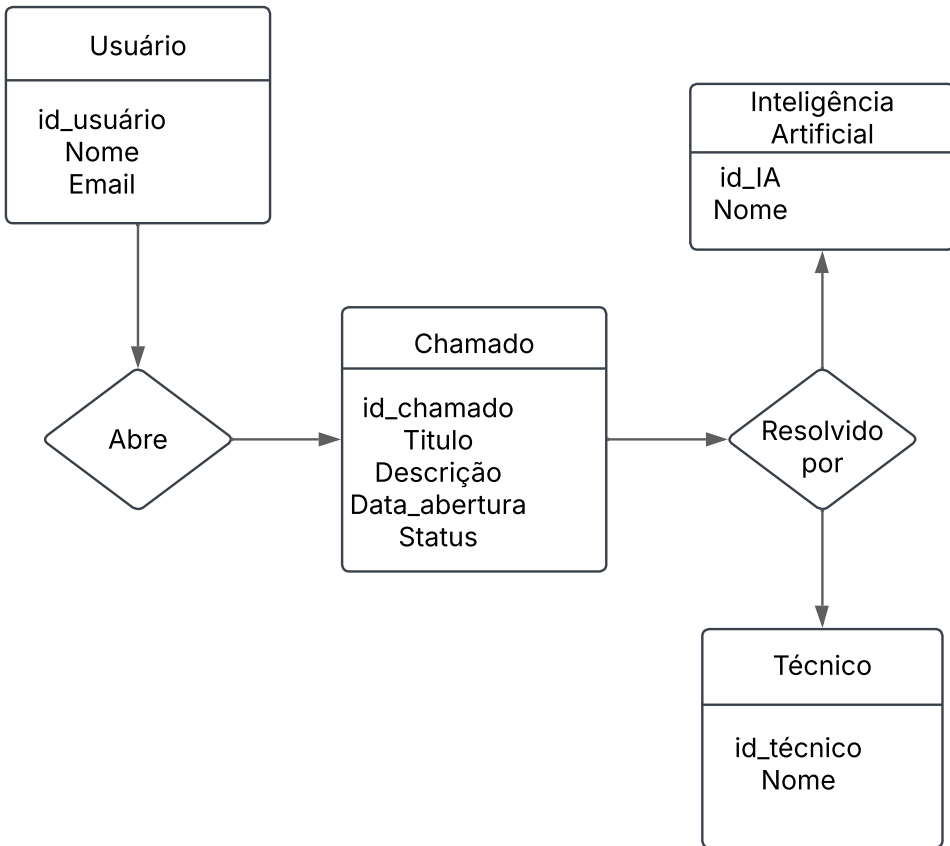 Usuário
id_usuário
Nome
Email
Inteligência
Artificial
id_IA
Nome
Chamado
id_chamado
Titulo
Descrição
Data_abertura
Status
Abre
Resolvido
por
Técnico
id_técnico
Nome